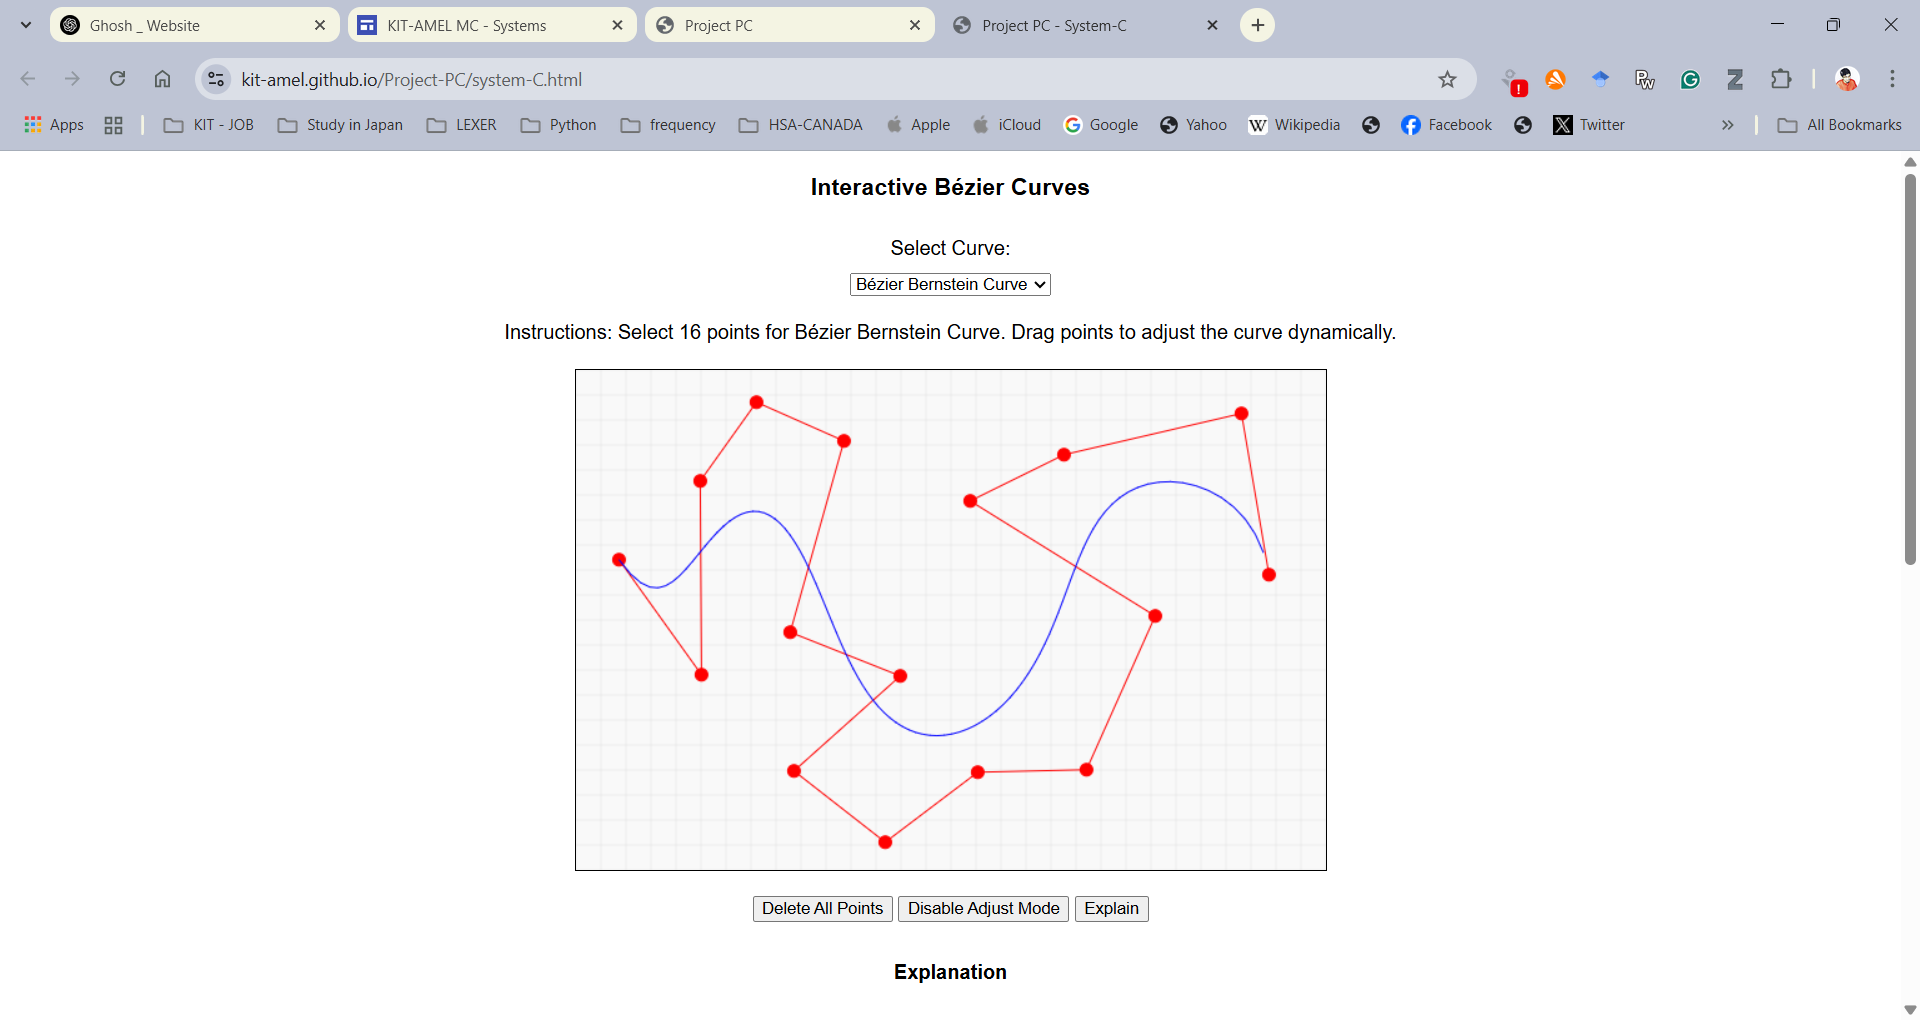 Ghosh _ Website
KIT-AMEL MC - Systems
Project PC
Project PC - System-C
kit-amel.github.io/Project-PC/system-C.html
Apps
KIT - JOB
Study in Japan
LEXER
Python
frequency
HSA-CANADA
Apple
iCloud
Google
Yahoo
Wikipedia
Facebook
Twitter
All Bookmarks
Interactive Bézier Curves
Select Curve:
Bézier Bernstein Curve
Instructions: Select 16 points for Bézier Bernstein Curve. Drag points to adjust the curve dynamically.
Delete All Points
Disable Adjust Mode
Explain
Explanation